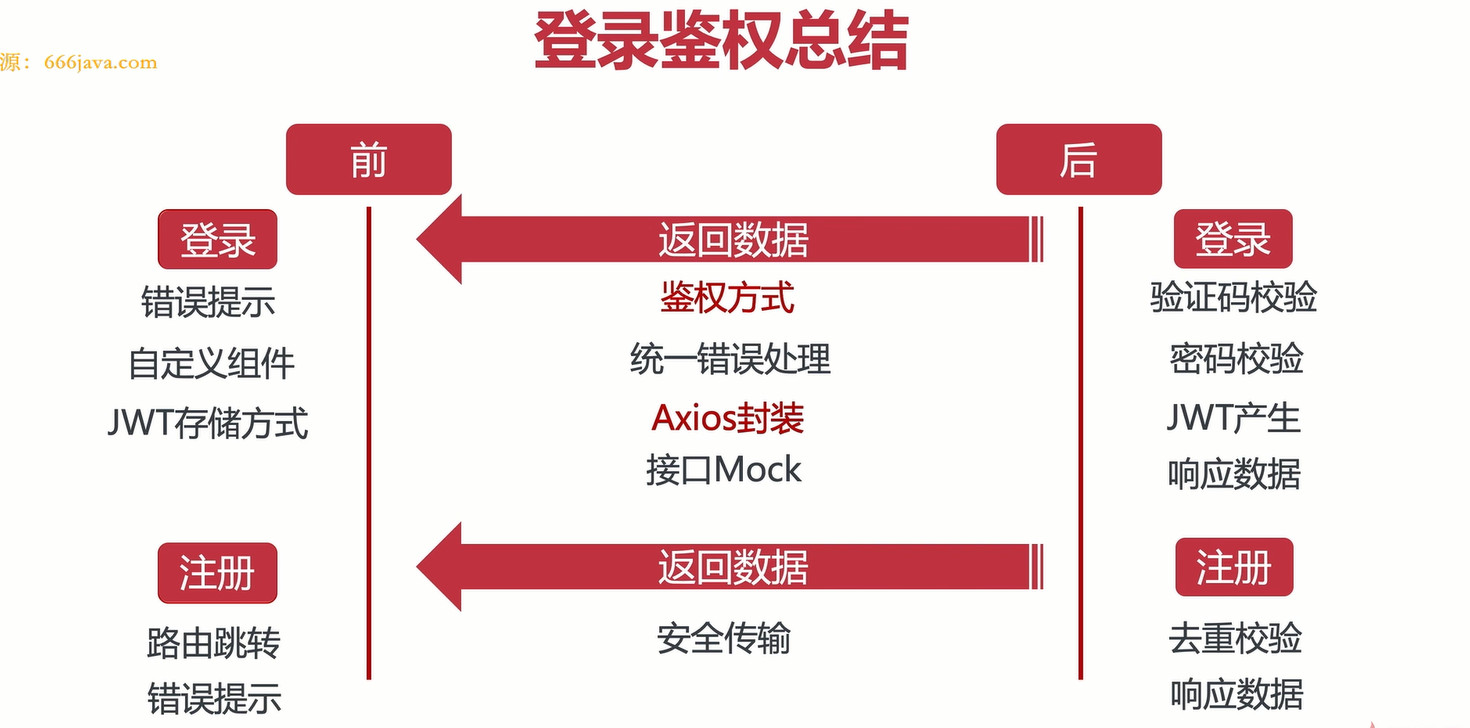 登录鉴权总结
源：666java.com
前
后
登录
返回数据
登录
错误提示
鉴权方式
验证码校验
自定义组件
统一错误处理
密码校验
JWT存储方式
Axios封装
JWT产生
接口Mock
响应数据
注册
返回数据
注册
路由跳转
安全传输
去重校验
错误提示
响应数据